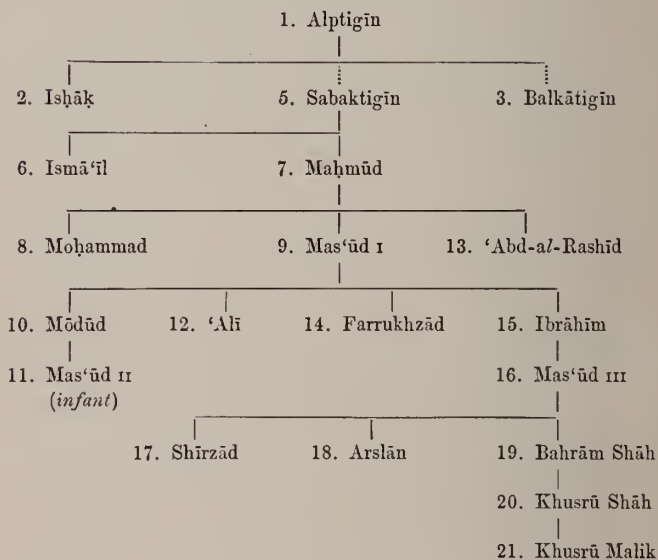 1. Alptigīn
2. Isḥāḳ 5. Sabaktigīn 3. Balkātigīn
6. Ismā‘īl 7. Maḥmūd
8. Moḥammad 9. Mas‘ūd I 13. ‘Abd-al-Rashīd
10. Mōdūd 12. ‘Alī 14. Farrukhzād 15. Ibrāhīm
11. Mas‘ūd II 16. Mas‘ūd III
(infant)
17. Shīrzād 18. Arslān 19. Bahrām Shāh
20. Khusrū Shāh
21. Khusrū Malik